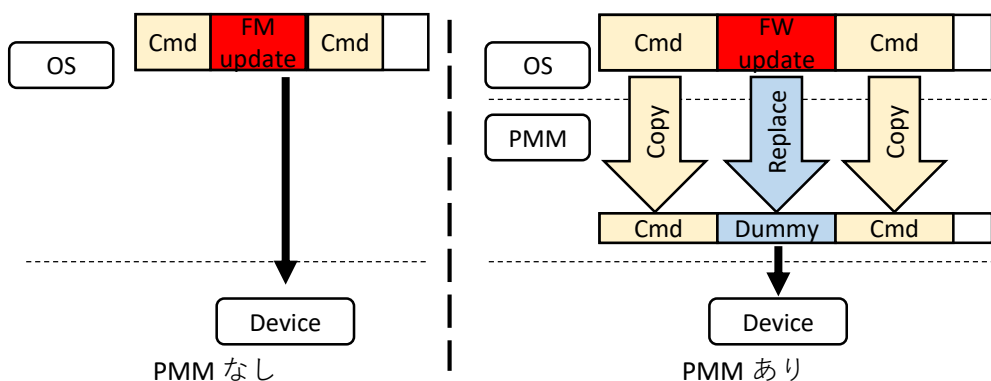 Cmd
FM
update
Cmd
OS
Device
PMM なし
Cmd
FW
update
Cmd
OS
PMM
Copy
Replace
Copy
Cmd
Dummy
Cmd
Device
PMM あり